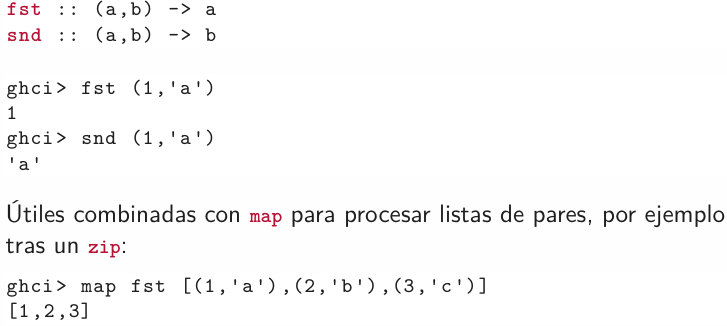 fst :: (a,b) -> a
snd :: (a,b) -> b
ghci> fst (1,'a')
1
ghci> snd (1,'a')
'a'
Útiles combinadas con map para procesar listas de pares, por ejemplo
tras un zip:
ghci> map fst [(1,'a'),(2,'b'),(3,'c')]
[1,2,3]